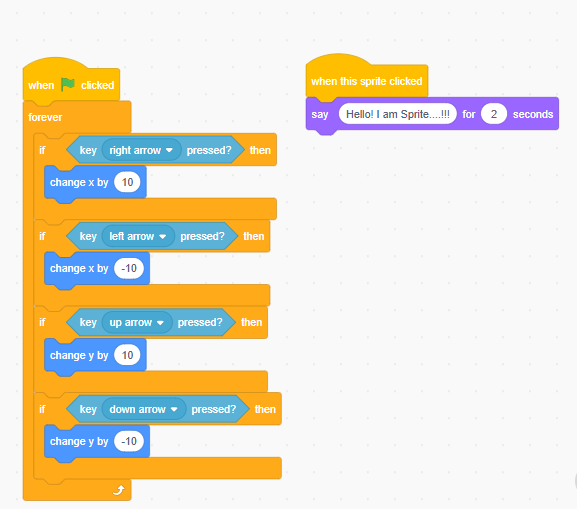 when clicked
forever
if key right arrow pressed? then
change x by 10
if key left arrow pressed? then
change x by -10
if key up arrow pressed? then
change y by 10
if key down arrow pressed? then
change y by -10
when this sprite clicked
say Hello! I am Sprite....!!! for 2 seconds